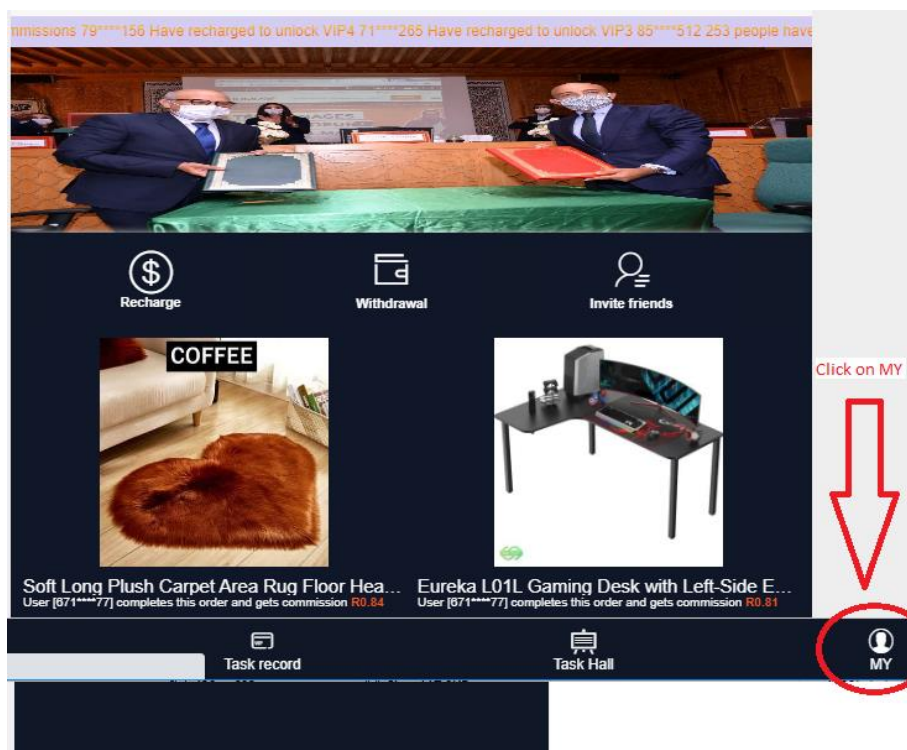 mmissions 79****156 Have recharged to unlock VIP4 71****265 Have recharged to unlock VIP3 85****512 253 people have
Recharge
Withdrawal
Invite friends
COFFEE
Click on MY
Soft Long Plush Carpet Area Rug Floor Hea...
Eureka L01L Gaming Desk with Left-Side E...
User [671****77] completes this order and gets commission R0.84
User [671****77] completes this order and gets commission R0.81
Task record
Task Hall
MY